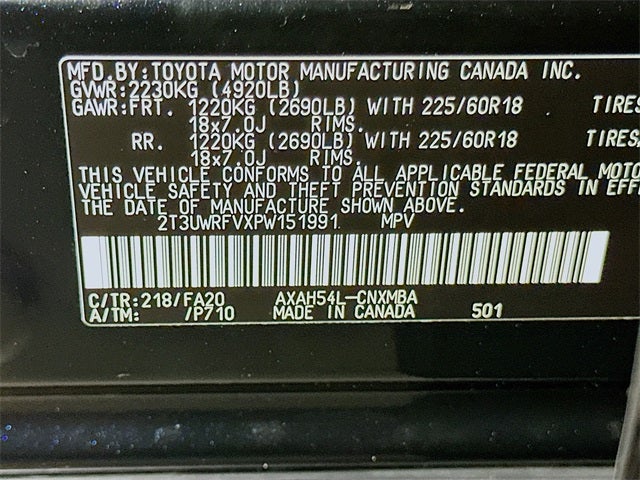 MFD.BY:TOYOTA MOTOR MANUFACTURING CANADA INC.
GVWR:2230KG (4920LB)
GAWR:FRT. 1220KG (2690LB) WITH 225/60R18 TIRES
18x7.0J RIMS.
RR. 1220KG (2690LB) WITH 225/60R18 TIRES,
18x7.0J RIMS.
THIS VEHICLE CONFORMS TO ALL APPLICABLE FEDERAL MOTO
VEHICLE SAFETY AND THEFT PREVENTION STANDARDS IN EFF
THE DATE OF MANUFACTURE SHOWN ABOVE.
2T3UWRFVXPW151991 MPV
C/TR:218/FA20 AXAH54L-CNXMBA
A/TM: /P710 MADE IN CANADA 501